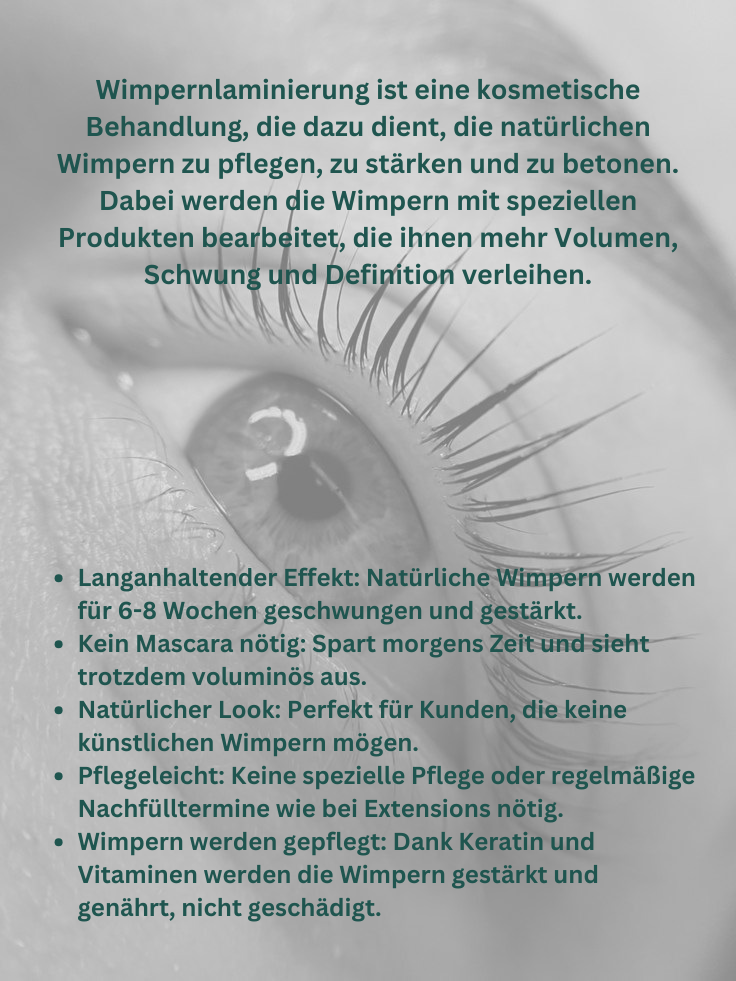 Wimpernlaminierung ist eine kosmetische
Behandlung, die dazu dient, die natürlichen
Wimpern zu pflegen, zu stärken und zu betonen.
Dabei werden die Wimpern mit speziellen
Produkten bearbeitet, die ihnen mehr Volumen,
Schwung und Definition verleihen.
• Langanhaltender Effekt: Natürliche Wimpern werden
für 6-8 Wochen geschwungen und gestärkt.
• Kein Mascara nötig: Spart morgens Zeit und sieht
trotzdem voluminös aus.
• Natürlicher Look: Perfekt für Kunden, die keine
künstlichen Wimpern mögen.
• Pflegeleicht: Keine spezielle Pflege oder regelmäßige
Nachfülltermine wie bei Extensions nötig.
• Wimpern werden gepflegt: Dank Keratin und
Vitaminen werden die Wimpern gestärkt und
genährt, nicht geschädigt.